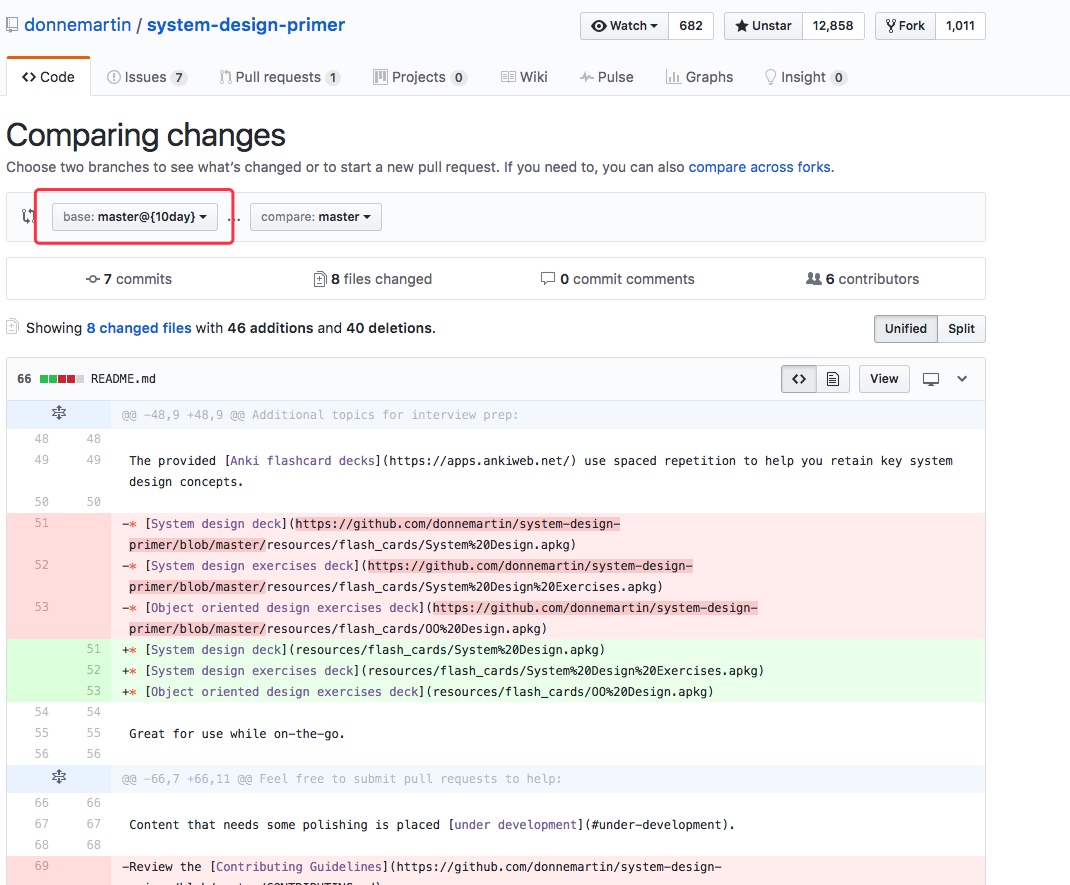 donnemartin / system-design-primer
Watch 682 Unstar 12,858 Fork 1,011
Code Issues 7 Pull requests 1 Projects 0 Wiki Pulse Graphs Insight 0
Comparing changes
Choose two branches to see what's changed or to start a new pull request. If you need to, you can also compare across forks.
base: master@{10day} ... compare: master
7 commits 8 files changed 0 commit comments 6 contributors
Showing 8 changed files with 46 additions and 40 deletions. Unified Split
66 README.md <> View
@@ -48,9 +48,9 @@ Additional topics for interview prep:
48 48
49 49 The provided [Anki flashcard decks](https://apps.ankiweb.net/) use spaced repetition to help you retain key system
design concepts.
50 50
51 -* [System design deck](https://github.com/donnemartin/system-design-
primer/blob/master/resources/flash_cards/System%20Design.apkg)
52 -* [System design exercises deck](https://github.com/donnemartin/system-design-
primer/blob/master/resources/flash_cards/System%20Design%20Exercises.apkg)
53 -* [Object oriented design exercises deck](https://github.com/donnemartin/system-design-
primer/blob/master/resources/flash_cards/OO%20Design.apkg)
51 +* [System design deck](resources/flash_cards/System%20Design.apkg)
52 +* [System design exercises deck](resources/flash_cards/System%20Design%20Exercises.apkg)
53 +* [Object oriented design exercises deck](resources/flash_cards/OO%20Design.apkg)
54 54
55 55 Great for use while on-the-go.
56 56
@@ -66,7 +66,11 @@ Feel free to submit pull requests to help:
66 66
67 67 Content that needs some polishing is placed [under development](#under-development).
68 68
69 -Review the [Contributing Guidelines](https://github.com/donnemartin/system-design-